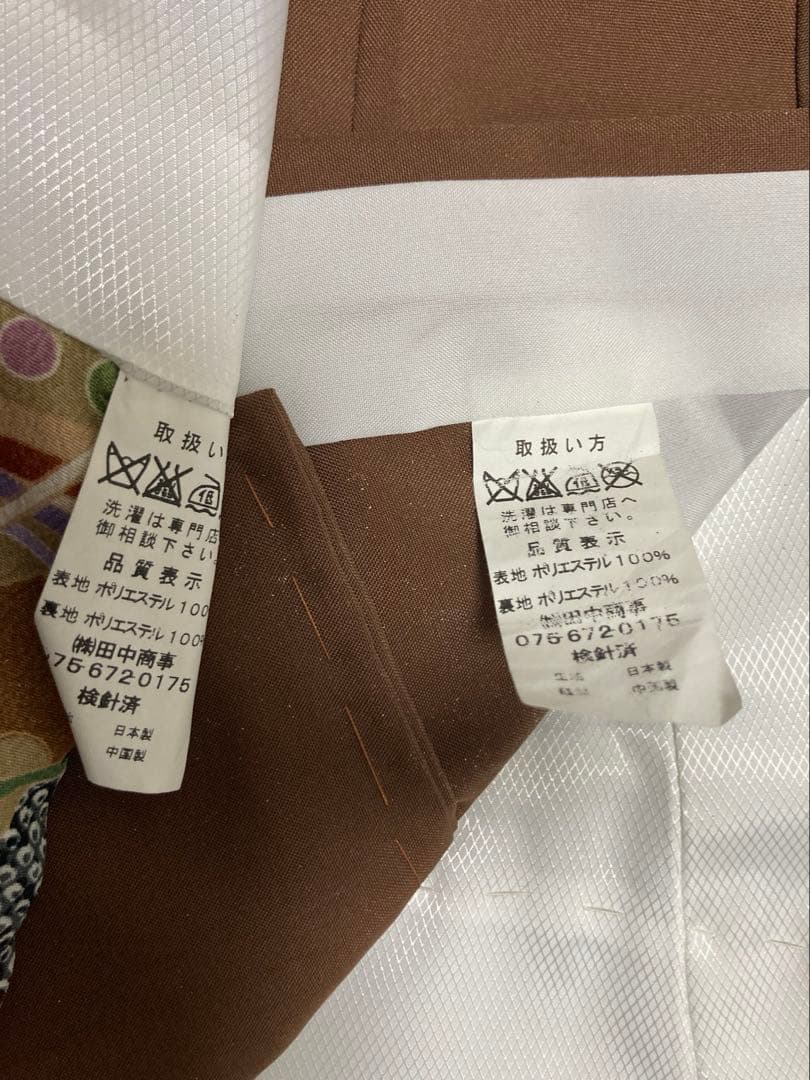 取扱い方
低
洗濯は専門店
御相談下さい
品質表示
表地 ポリエステル100
裏地 ポリエステル100%
(株)田中商事
75-672-0175
検針済
日本製
中国製
取扱い方
低
洗濯は専門店へ
御相談下さい。
品質表示
表地 ポリエステル100%
裏地 ポリエステル100%
(株)田中商事
075-672-0175
検針済
日本製
中国製